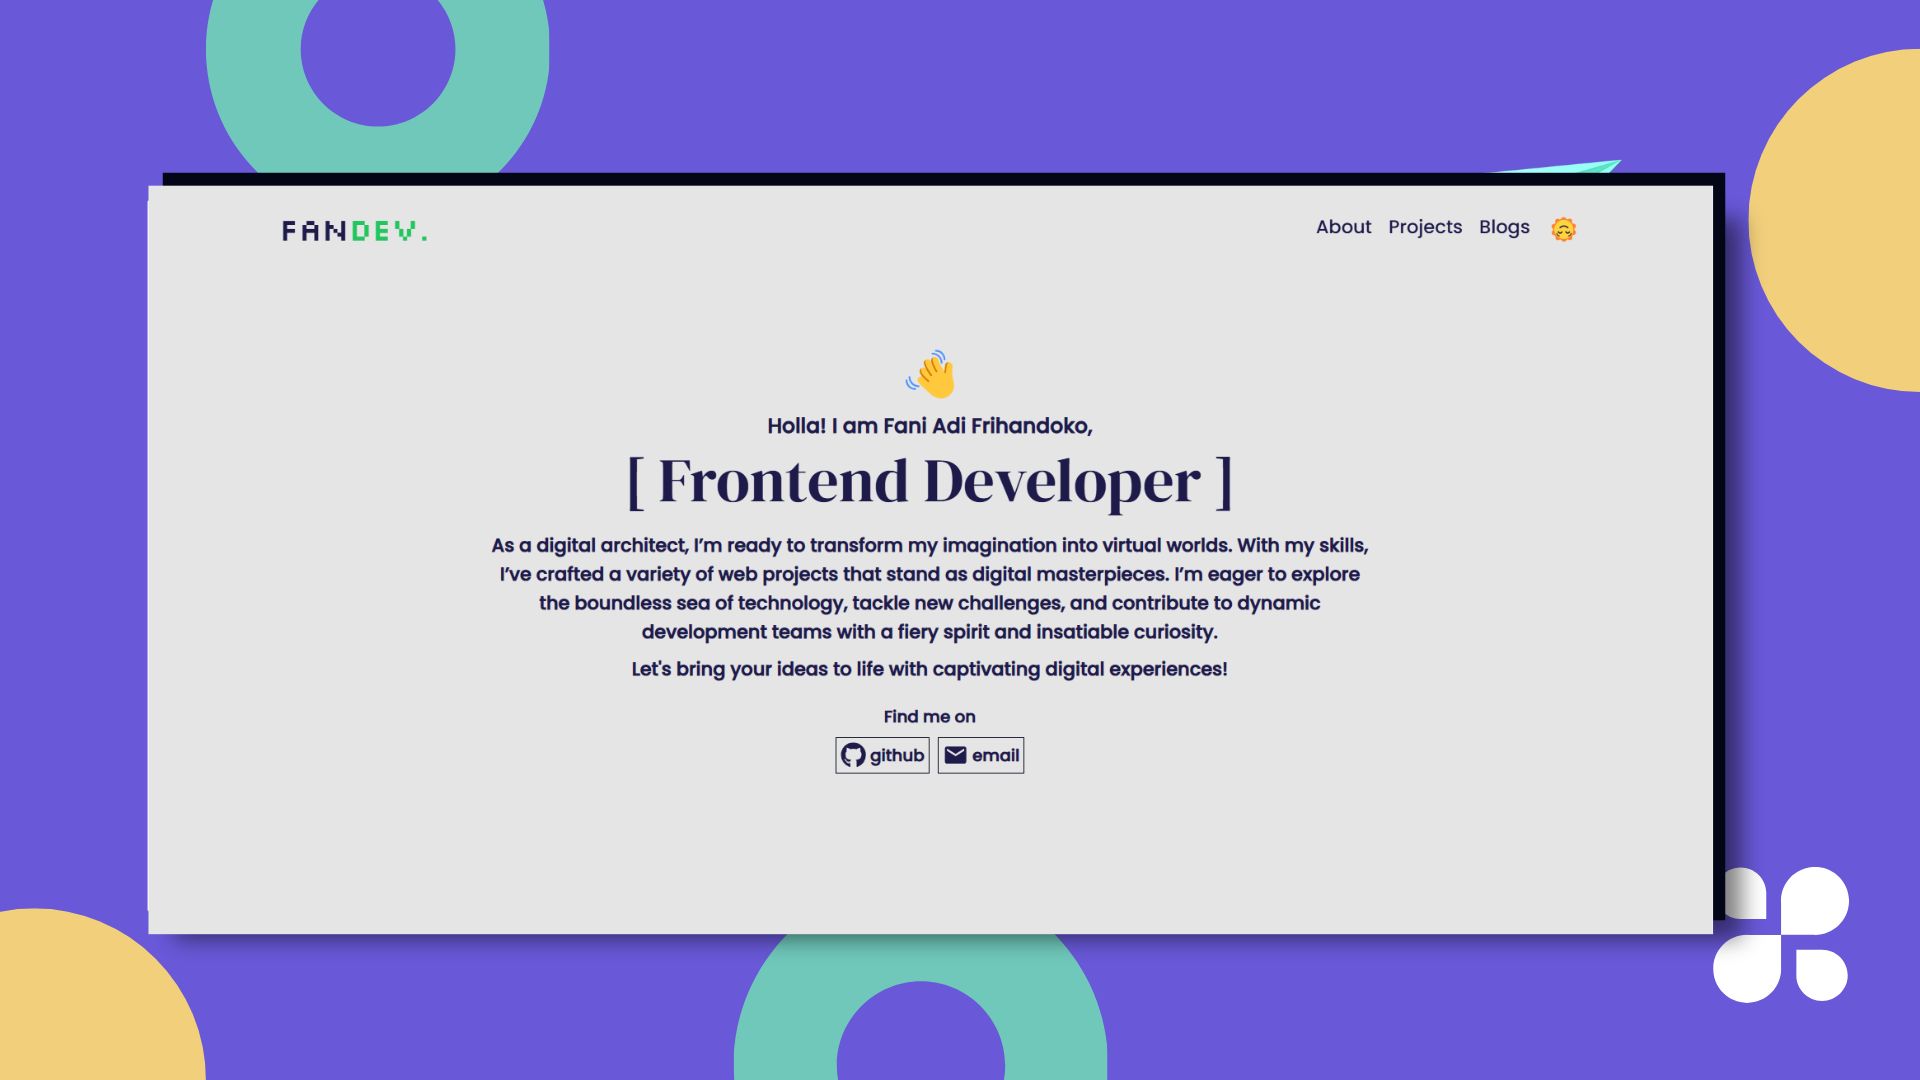 FANDEV.
About Projects Blogs
Holla! I am Fani Adi Frihandoko,
[ Frontend Developer ]
As a digital architect, I’m ready to transform my imagination into virtual worlds. With my skills,
I’ve crafted a variety of web projects that stand as digital masterpieces. I’m eager to explore
the boundless sea of technology, tackle new challenges, and contribute to dynamic
development teams with a fiery spirit and insatiable curiosity.
Let's bring your ideas to life with captivating digital experiences!
Find me on
github email